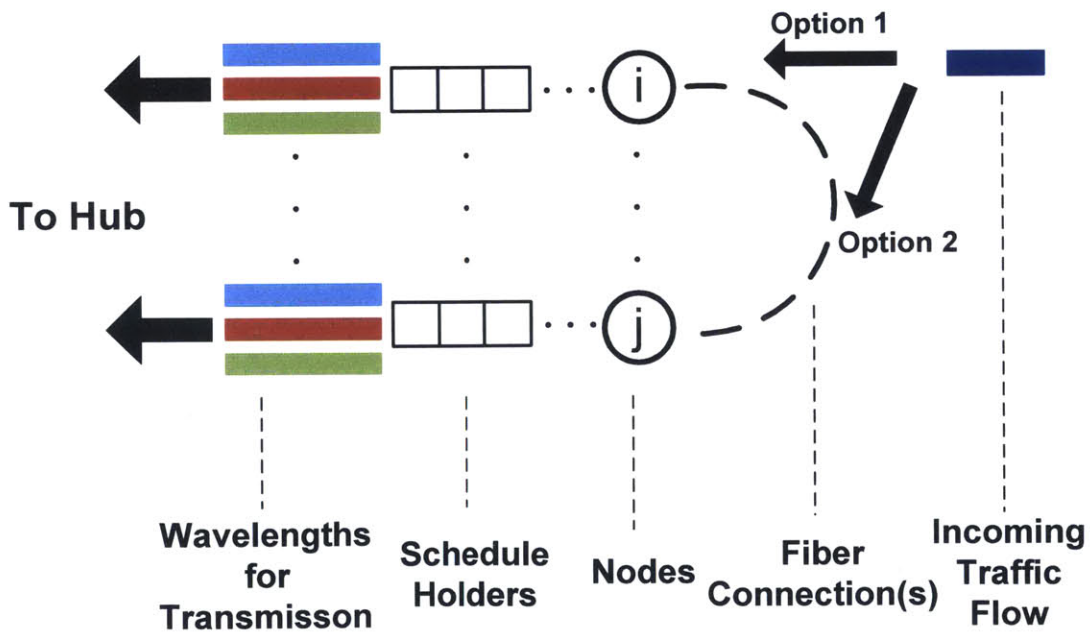 Option 1
i
To Hub
Option 2
j
Wavelengths
for
Transmisson
Schedule
Holders
Nodes
Fiber
Connection(s)
Incoming
Traffic
Flow